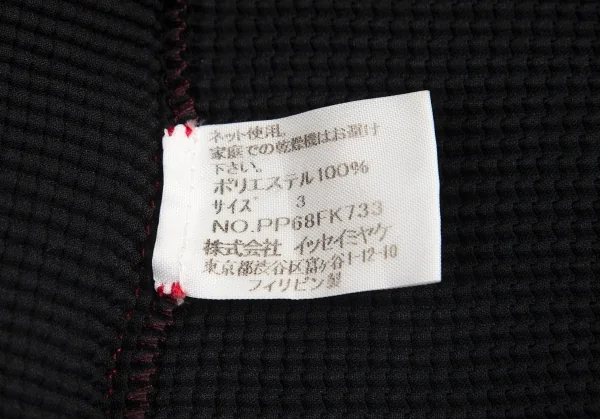 ネット使用。
家庭での乾燥機はお避け
下さい。
ポリエステル100%
サイズ 3
NO.PP68FK733
株式会社 イッセイミヤケ
東京都渋谷区富ヶ谷1-12-10
フィリピン製